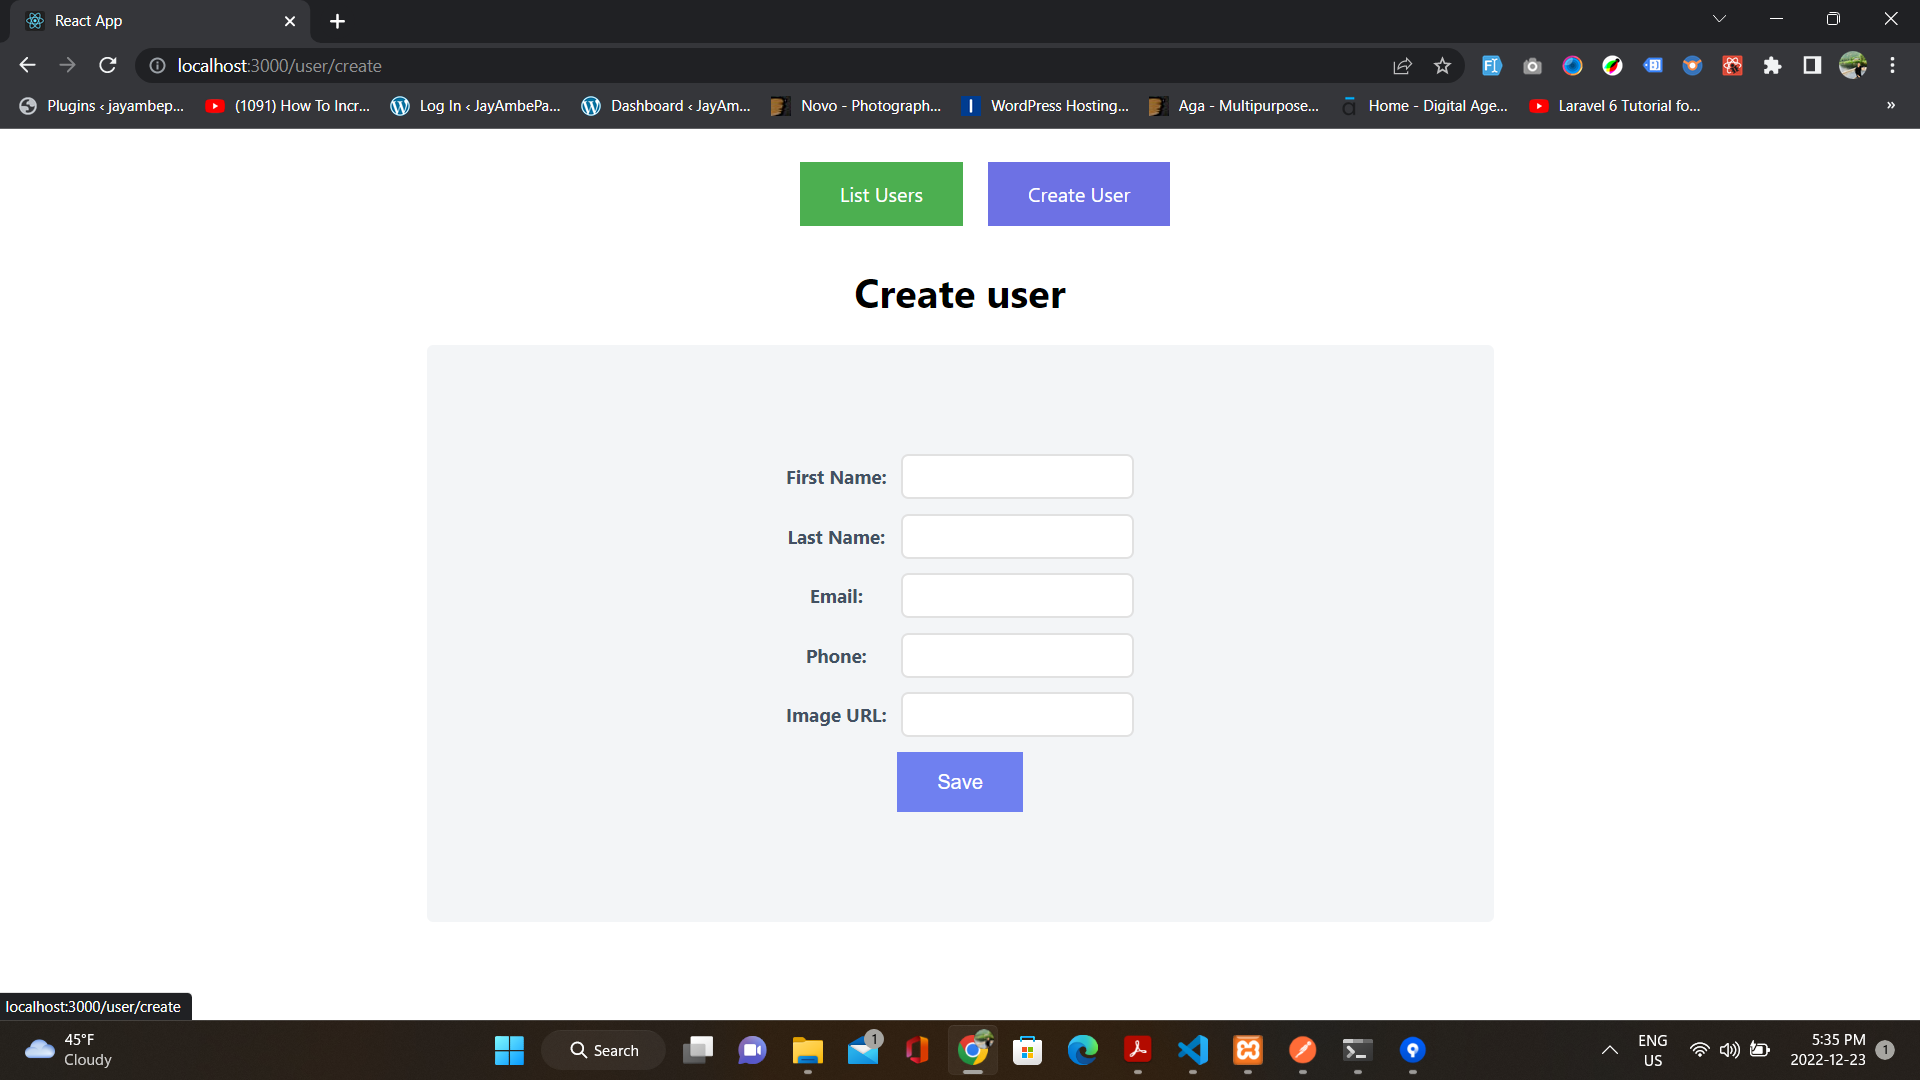 React App
localhost:3000/user/create
Plugins ‹ jayambep...
(1091) How To Incr...
Log In ‹ JayAmbePa...
Dashboard ‹ JayAm...
Novo - Photograph...
WordPress Hosting...
Aga - Multipurpose...
Home - Digital Age...
Laravel 6 Tutorial fo...
»
List Users
Create User
Create user
First Name:
Last Name:
Email:
Phone:
Image URL:
Save
localhost:3000/user/create
45°F
Cloudy
Search
1
ENG
US
5:35 PM
2022-12-23
1